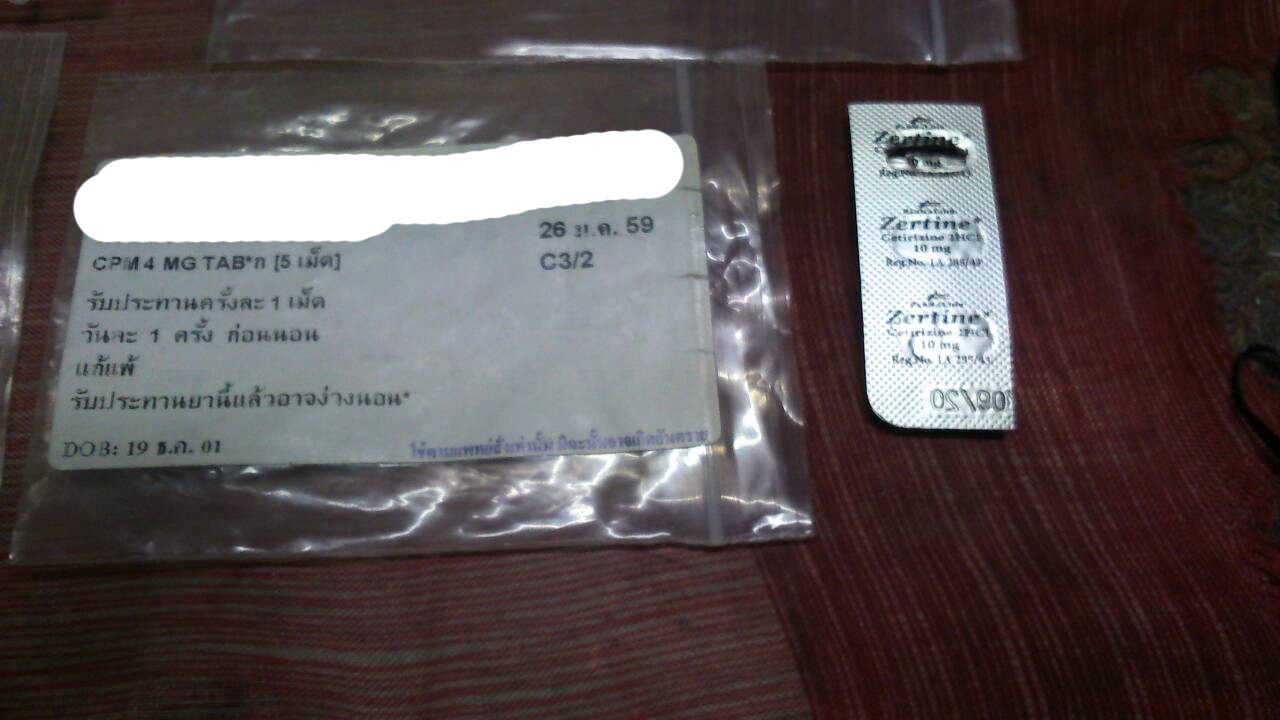 26 ม.ค. 59
CPM 4 MG TAB*ก [5 เม็ด]
C3/2
รับประทานครั้งละ 1 เม็ด
วันละ 1 ครั้ง ก่อนนอน
แก้แพ้
รับประทานยานี้แล้วอาจง่วงนอน*
DOB: 19 ธ.ค. 01
ใช้ตามแพทย์สั่งเท่านั้น มิฉะนั้นอาจเกิดอันตราย
Zertine*
10 mg
Zertine*
Cetirizine 2HCl
10 mg
Reg.No. 1A 285/47
Zertine*
Cetirizine 2HCl
10 mg
Reg.No. 1A 285/47
08/20